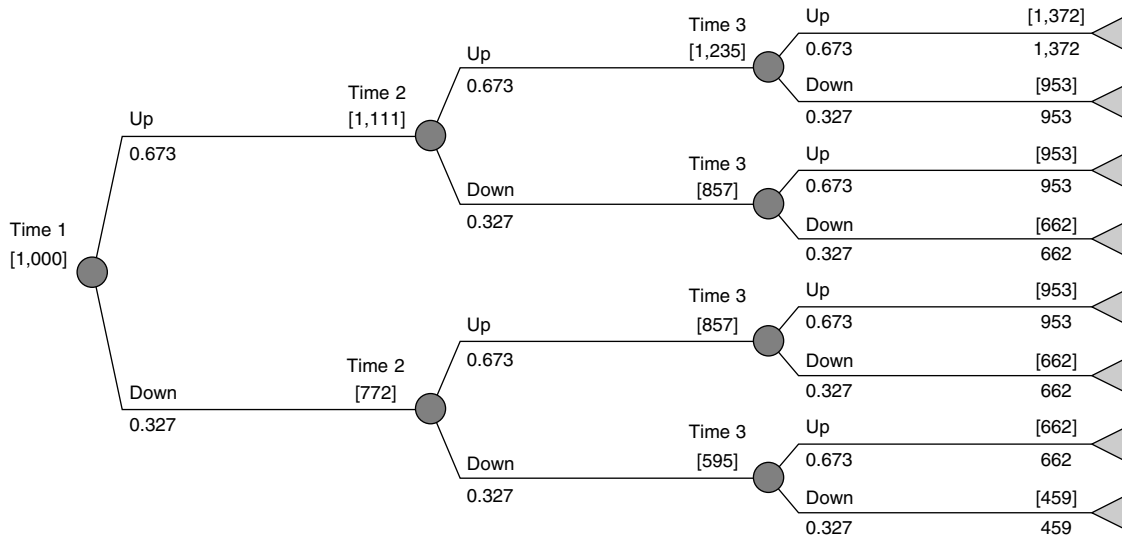 Up
[1,372]
Time 3
[1,235]
0.673
1,372
Up
Down
[953]
0.673
0.327
953
Time 2
[1,111]
Up
0.673
Time 3
[857]
Up
[953]
0.673
953
Down
0.327
Down
[662]
0.327
662
Time 1
[1,000]
Time 3
[857]
Up
[953]
0.673
953
Up
0.673
Down
[662]
0.327
662
Time 2
[772]
Down
0.327
Time 3
[595]
Up
[662]
0.673
662
Down
0.327
Down
[459]
0.327
459